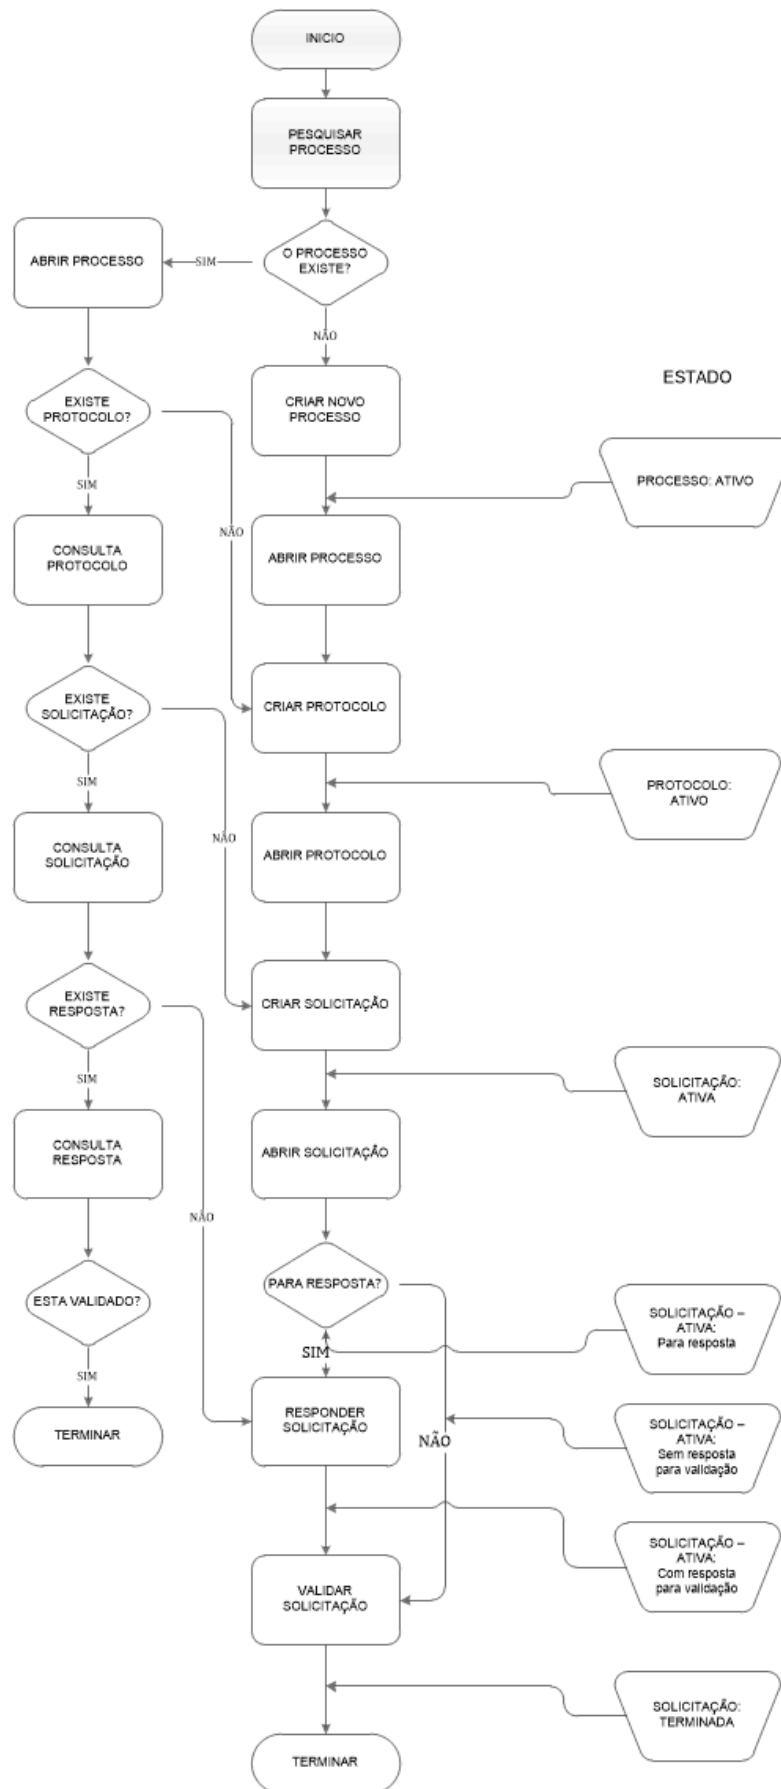 INICIO
PESQUISAR
PROCESSO
O PROCESSO
EXISTE?
SIM
ABRIR PROCESSO
NÃO
EXISTE
PROTOCOLO?
CRIAR NOVO
PROCESSO
ESTADO
PROCESSO: ATIVO
SIM
NÃO
CONSULTA
PROTOCOLO
ABRIR PROCESSO
EXISTE
SOLICITAÇÃO?
CRIAR PROTOCOLO
SIM
PROTOCOLO:
ATIVO
NÃO
CONSULTA
SOLICITAÇÃO
ABRIR PROTOCOLO
EXISTE
RESPOSTA?
CRIAR SOLICITAÇÃO
SIM
SOLICITAÇÃO:
ATIVA
CONSULTA
RESPOSTA
ABRIR SOLICITAÇÃO
NÃO
ESTA VALIDADO?
PARA RESPOSTA?
SIM
SIM
SOLICITAÇÃO –
ATIVA:
Para resposta
TERMINAR
RESPONDER
SOLICITAÇÃO
NÃO
SOLICITAÇÃO –
ATIVA:
Sem resposta
para validação
SOLICITAÇÃO –
ATIVA:
Com resposta
para validação
VALIDAR
SOLICITAÇÃO
SOLICITAÇÃO:
TERMINADA
TERMINAR